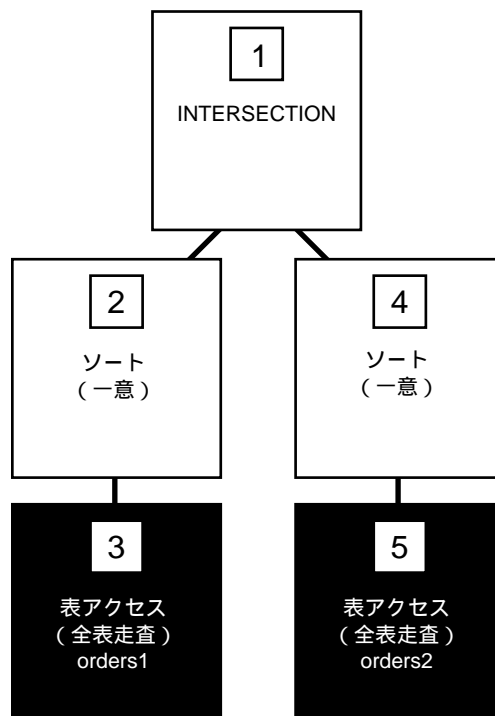 1
INTERSECTION
2
ソート
(一意)
4
ソート
(一意)
3
表アクセス
(全表走査)
orders1
5
表アクセス
(全表走査)
orders2